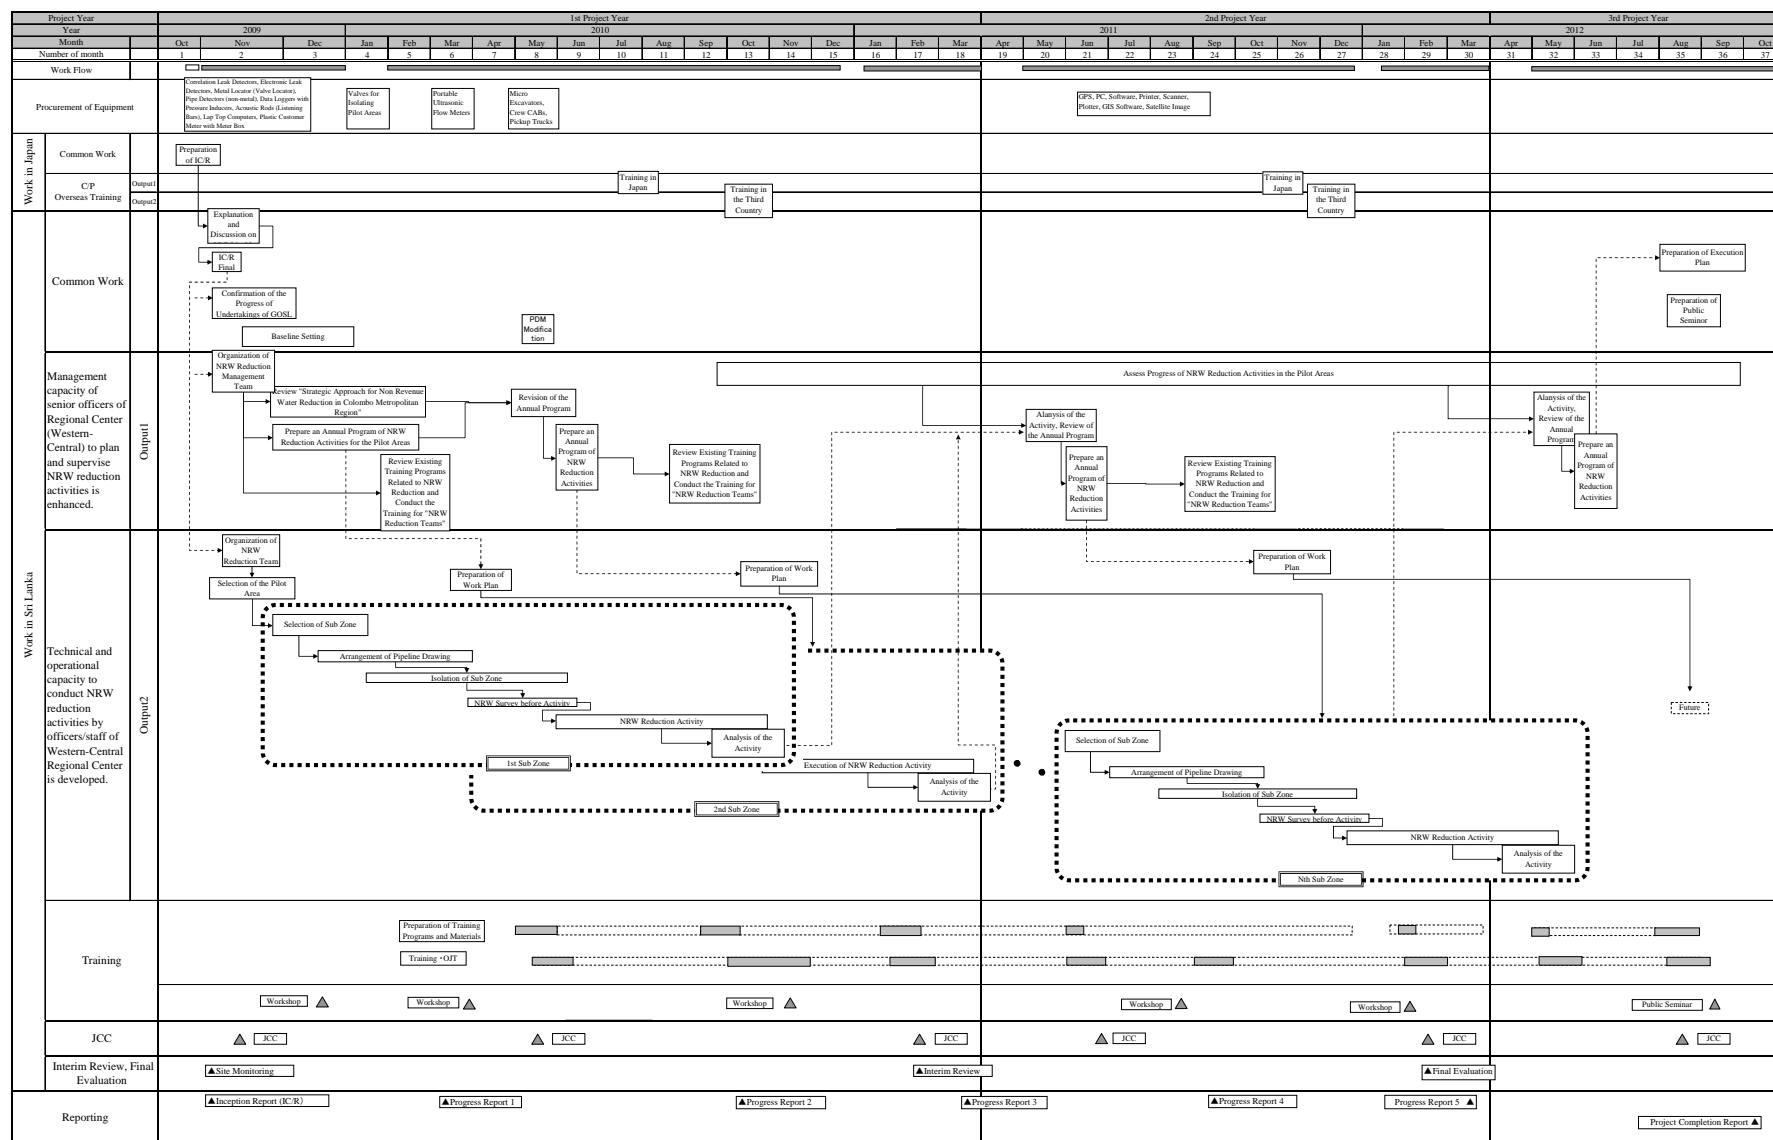 Project Year
1st Project Year
2nd Project Year
3rd Project Year
Year
2009
2010
2011
2012
Month
Oct
Nov
Dec
Jan
Feb
Mar
Apr
May
Jun
Jul
Aug
Sep
Oct
Nov
Dec
Jan
Feb
Mar
Apr
May
Jun
Jul
Aug
Sep
Oct
Nov
Dec
Jan
Feb
Mar
Apr
May
Jun
Jul
Aug
Sep
Oct
Number of month
1
2
3
4
5
6
7
8
9
10
11
12
13
14
15
16
17
18
19
20
21
22
23
24
25
26
27
28
29
30
31
32
33
34
35
36
37
Work Flow
Procurement of Equipment
Correlation Leak Detectors, Electronic Leak
Detectors, Metal Locator (Valve Locator),
Pipe Detectors (non-metal), Data Loggers with
Pressure Inducers, Acoustic Rods (Listening
Bars), Lap Top Computers, Plastic Customer
Meter with Meter Box
Valves for
Isolating
Pilot Areas
Portable
Ultrasonic
Flow Meters
Micro
Excavators,
Crew CABs,
Pickup Trucks
GPS, PC, Software, Printer, Scanner,
Plotter, GIS Software, Satellite Image
Work in Japan
Common Work
Preparation
of IC/R
C/P
Overseas Training
Output1
Output2
Training in
Japan
Training in
the Third
Country
Training in
Japan
Training in
the Third
Country
Work in Sri Lanka
Common Work
Explanation
and
Discussion on
IC/R
Final
Confirmation of the
Progress of
Undertakings of GOSL
Baseline Setting
PDM
Modifica
tion
Preparation of Execution
Plan
Preparation of
Public
Seminor
Management
capacity of
senior officers of
Regional Center
(Western-
Central) to plan
and supervise
NRW reduction
activities is
enhanced.
Output1
Organization of
NRW Reduction
Management
Team
Review "Strategic Approach for Non Revenue
Water Reduction in Colombo Metropolitan
Region"
Prepare an Annual Program of NRW
Reduction Activities for the Pilot Areas
Review Existing
Training Programs
Related to NRW
Reduction and
Conduct the
Training for "NRW
Reduction Teams"
Revision of the
Annual Program
Prepare an
Annual
Program of
NRW
Reduction
Activities
Review Existing Training
Programs Related to
NRW Reduction and
Conduct the Training for
"NRW Reduction Teams"
Assess Progress of NRW Reduction Activities in the Pilot Areas
Alanysis of the
Activity, Review of
the Annual Program
Prepare an
Annual
Program of
NRW
Reduction
Activities
Review Existing Training
Programs Related to
NRW Reduction and
Conduct the Training for
"NRW Reduction Teams"
Alanysis of the
Activity,
Review of the
Annual
Program
Prepare an
Annual
Program of
NRW
Reduction
Activities
Technical and
operational
capacity to
conduct NRW
reduction
activities by
officers/staff of
Western-Central
Regional Center
is developed.
Output2
Organization of
NRW
Reduction Team
Selection of the Pilot
Area
Preparation of
Work Plan
Preparation of Work
Plan
Preparation of Work
Plan
Selection of Sub Zone
Arrangement of Pipeline Drawing
Isolation of Sub Zone
NRW Survey before Activity
NRW Reduction Activity
Analysis of the
Activity
1st Sub Zone
Execution of NRW Reduction Activity
Analysis of the
Activity
2nd Sub Zone
Future
Selection of Sub Zone
Arrangement of Pipeline Drawing
Isolation of Sub Zone
NRW Survey before Activity
NRW Reduction Activity
Analysis of the
Activity
Nth Sub Zone
Training
Preparation of Training
Programs and Materials
Training・OJT
Workshop
Workshop
Workshop
Workshop
Workshop
Public Seminar
JCC
JCC
JCC
JCC
JCC
JCC
JCC
Interim Review, Final
Evaluation
▲Site Monitoring
▲Interim Review
▲Final Evaluation
Reporting
▲Inception Report (IC/R)
▲Progress Report 1
▲Progress Report 2
▲Progress Report 3
▲Progress Report 4
Progress Report 5 ▲
Project Completion Report ▲